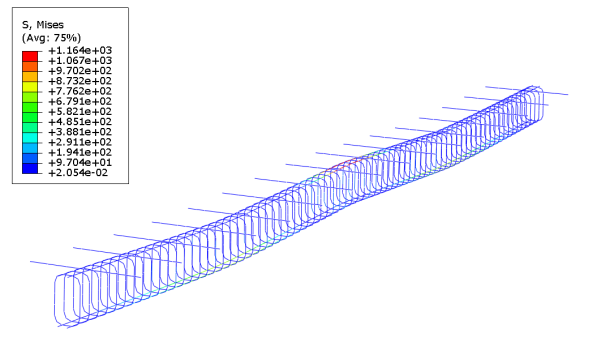 S, Mises
(Avg: 75%)
+1.164e+03
+1.067e+03
+9.702e+02
+8.732e+02
+7.762e+02
+6.791e+02
+5.821e+02
+4.851e+02
+3.881e+02
+2.911e+02
+1.941e+02
+9.704e+01
+2.054e-02